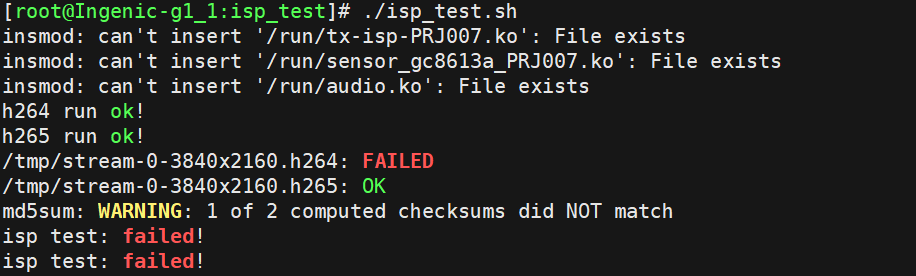 [root@Ingenic-g1_1:isp_test]# ./isp_test.sh
insmod: can't insert '/run/tx-isp-PRJ007.ko': File exists
insmod: can't insert '/run/sensor_gc8613a_PRJ007.ko': File exists
insmod: can't insert '/run/audio.ko': File exists
h264 run ok!
h265 run ok!
/tmp/stream-0-3840x2160.h264: FAILED
/tmp/stream-0-3840x2160.h265: OK
md5sum: WARNING: 1 of 2 computed checksums did NOT match
isp test: failed!
isp test: failed!